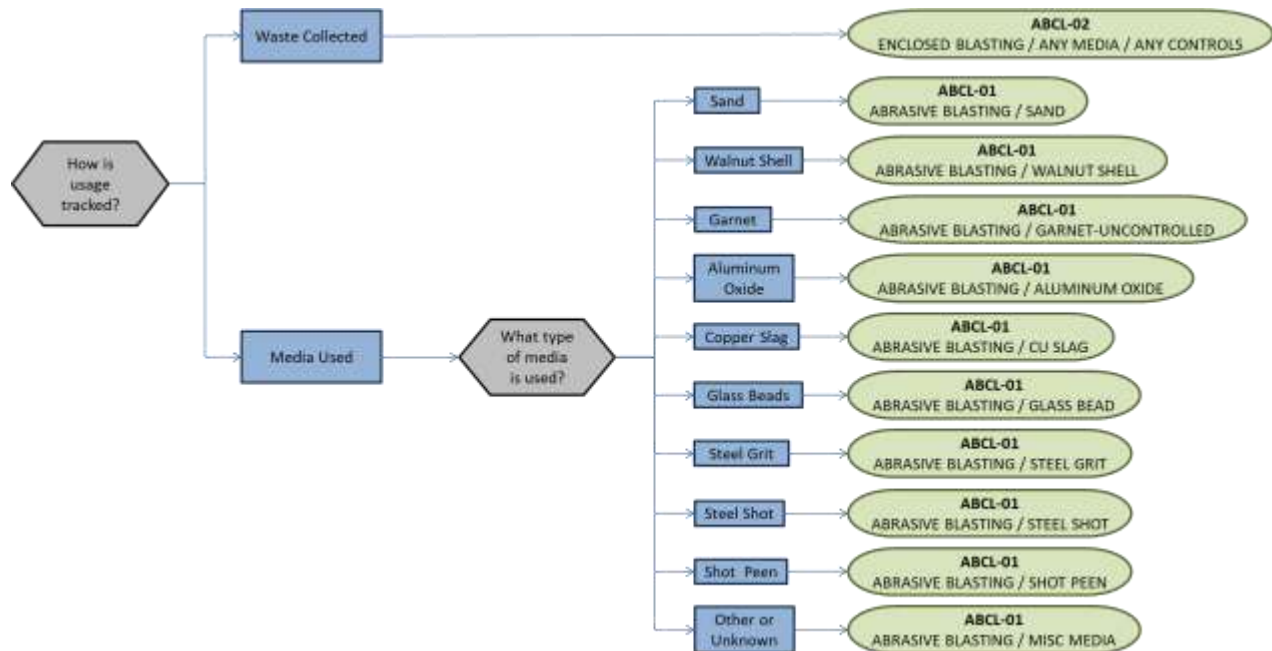 Waste Collected
ABCL-02
ENCLOSED BLASTING / ANY MEDIA / ANY CONTROLS
How is
usage
tracked?
Media Used
What type
of media
is used?
Sand
ABCL-01
ABRASIVE BLASTING / SAND
Walnut Shell
ABCL-01
ABRASIVE BLASTING / WALNUT SHELL
Garnet
ABCL-01
ABRASIVE BLASTING / GARNET-UNCONTROLLED
Aluminum
Oxide
ABCL-01
ABRASIVE BLASTING / ALUMINUM OXIDE
Copper Slag
ABCL-01
ABRASIVE BLASTING / CU SLAG
Glass Beads
ABCL-01
ABRASIVE BLASTING / GLASS BEAD
Steel Grit
ABCL-01
ABRASIVE BLASTING / STEEL GRIT
Steel Shot
ABCL-01
ABRASIVE BLASTING / STEEL SHOT
Shot Peen
ABCL-01
ABRASIVE BLASTING / SHOT PEEN
Other or
Unknown
ABCL-01
ABRASIVE BLASTING / MISC MEDIA